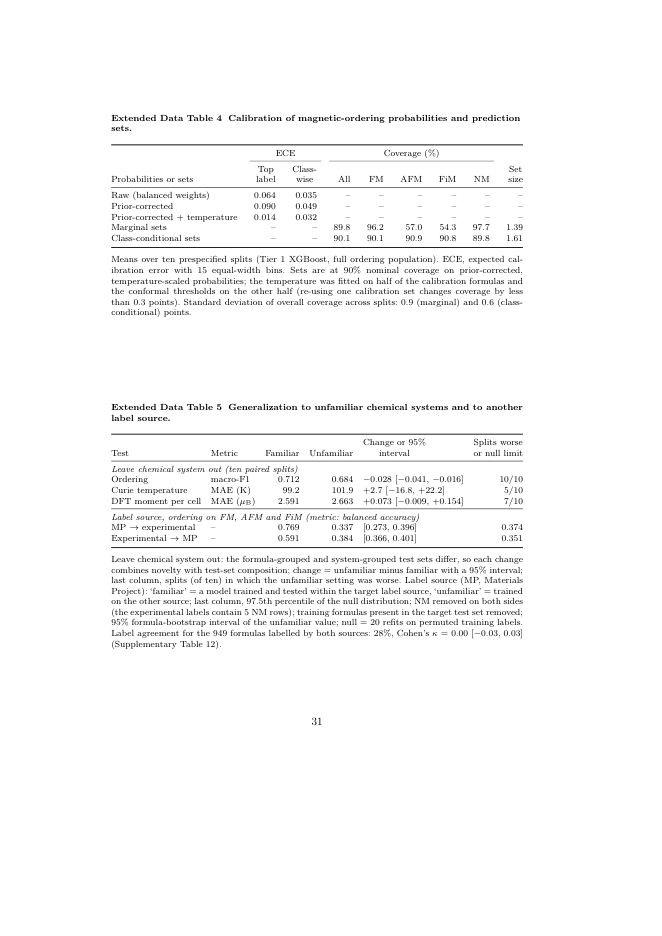 Extended Data Table 4 Calibration of magnetic-ordering probabilities and prediction
sets.
ECE Coverage (%)
Top Class- Set
Probabilities or sets label wise All FM AFM FiM NM size
Raw (balanced weights) 0.064 0.035 – – – – – –
Prior-corrected 0.090 0.049 – – – – – –
Prior-corrected + temperature 0.014 0.032 – – – – – –
Marginal sets – – 89.8 96.2 57.0 54.3 97.7 1.39
Class-conditional sets – – 90.1 90.1 90.9 90.8 89.8 1.61
Means over ten prespecified splits (Tier 1 XGBoost, full ordering population). ECE, expected cal-
ibration error with 15 equal-width bins. Sets are at 90% nominal coverage on prior-corrected,
temperature-scaled probabilities; the temperature was fitted on half of the calibration formulas and
the conformal thresholds on the other half (re-using one calibration set changes coverage by less
than 0.3 points). Standard deviation of overall coverage across splits: 0.9 (marginal) and 0.6 (class-
conditional) points.
Extended Data Table 5 Generalization to unfamiliar chemical systems and to another
label source.
Change or 95% Splits worse
Test Metric Familiar Unfamiliar interval or null limit
Leave chemical system out (ten paired splits)
Ordering macro-F1 0.712 0.684 −0.028 [−0.041, −0.016] 10/10
Curie temperature MAE (K) 99.2 101.9 +2.7 [−16.8, +22.2] 5/10
DFT moment per cell MAE (μB) 2.591 2.663 +0.073 [−0.009, +0.154] 7/10
Label source, ordering on FM, AFM and FiM (metric: balanced accuracy)
MP → experimental – 0.769 0.337 [0.273, 0.396] 0.374
Experimental → MP – 0.591 0.384 [0.366, 0.401] 0.351
Leave chemical system out: the formula-grouped and system-grouped test sets differ, so each change
combines novelty with test-set composition; change = unfamiliar minus familiar with a 95% interval;
last column, splits (of ten) in which the unfamiliar setting was worse. Label source (MP, Materials
Project): ‘familiar’ = a model trained and tested within the target label source, ‘unfamiliar’ = trained
on the other source; last column, 97.5th percentile of the null distribution; NM removed on both sides
(the experimental labels contain 5 NM rows); training formulas present in the target test set removed;
95% formula-bootstrap interval of the unfamiliar value; null = 20 refits on permuted training labels.
Label agreement for the 949 formulas labelled by both sources: 28%, Cohen’s κ = 0.00 [−0.03, 0.03]
(Supplementary Table 12).
31